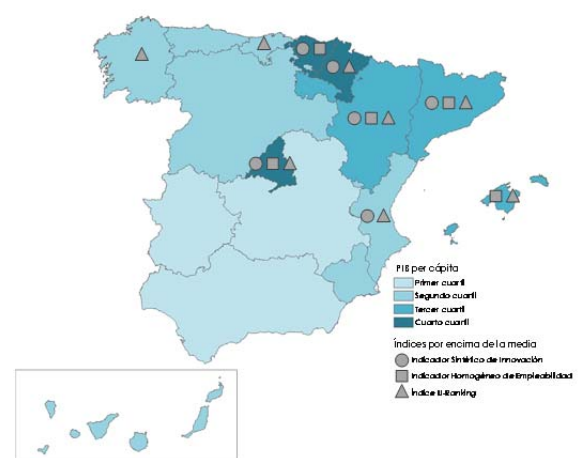 PIB per cápita
Primer cuartil
Segundo cuartil
Tercer cuartil
Cuarto cuartil
Índices por encima de la media
Indicador Sintético de Innovación
Indicador Homogéneo de Empleabilidad
Índice U-Ranking